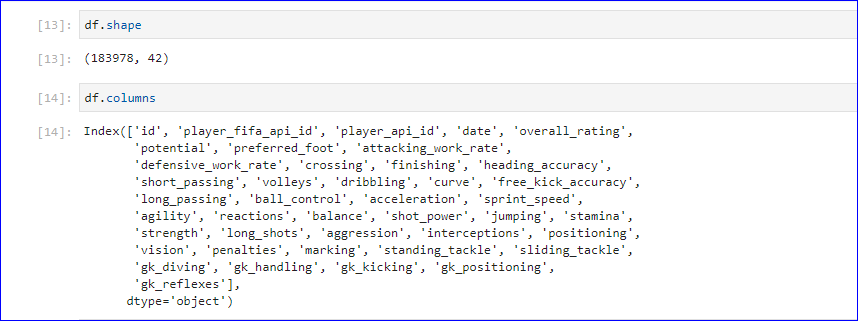 [13]: df.shape
[13]: (183978, 42)
[14]: df.columns
[14]: Index(['id', 'player_fifa_api_id', 'player_api_id', 'date', 'overall_rating',
'potential', 'preferred_foot', 'attacking_work_rate',
'defensive_work_rate', 'crossing', 'finishing', 'heading_accuracy',
'short_passing', 'volleys', 'dribbling', 'curve', 'free_kick_accuracy',
'long_passing', 'ball_control', 'acceleration', 'sprint_speed',
'agility', 'reactions', 'balance', 'shot_power', 'jumping', 'stamina',
'strength', 'long_shots', 'aggression', 'interceptions', 'positioning',
'vision', 'penalties', 'marking', 'standing_tackle', 'sliding_tackle',
'gk_diving', 'gk_handling', 'gk_kicking', 'gk_positioning',
'gk_reflexes'],
dtype='object')